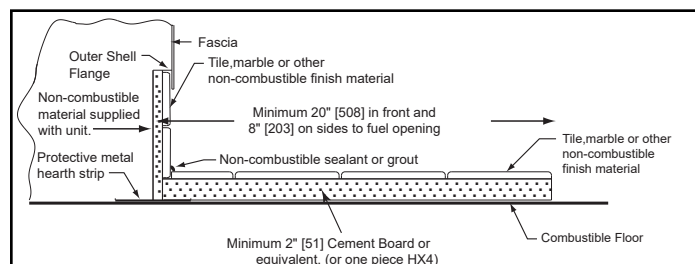 Fascia
Outer Shell
Flange
Tile,marble or other
non-combustible finish material
Non-combustible
material supplied
with unit.
Minimum 20" [508] in front and
8" [203] on sides to fuel opening
Tile,marble or other
non-combustible
finish material
Protective metal
hearth strip
Non-combustible sealant or grout
Minimum 2" [51] Cement Board or
equivalent. (or one piece HX4)
Combustible Floor